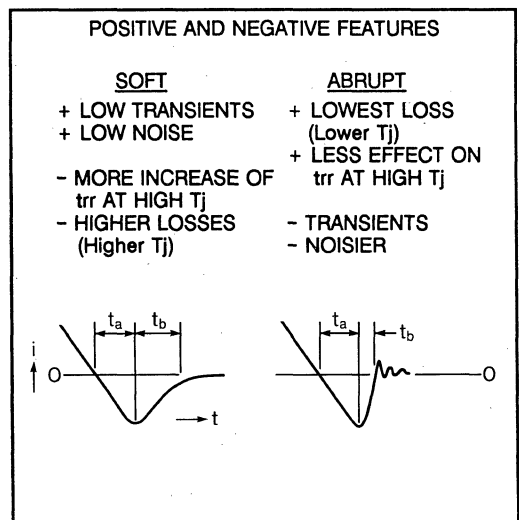 POSITIVE AND NEGATIVE FEATURES
SOFT
+ LOW TRANSIENTS
+ LOW NOISE
- MORE INCREASE OF
trr AT HIGH Tj
- HIGHER LOSSES
(Higher Tj)
ABRUPT
+ LOWEST LOSS
(Lower Tj)
+ LESS EFFECT ON
trr AT HIGH Tj
- TRANSIENTS
- NOISIER
ta tb
i
O
t
ta
tb
O